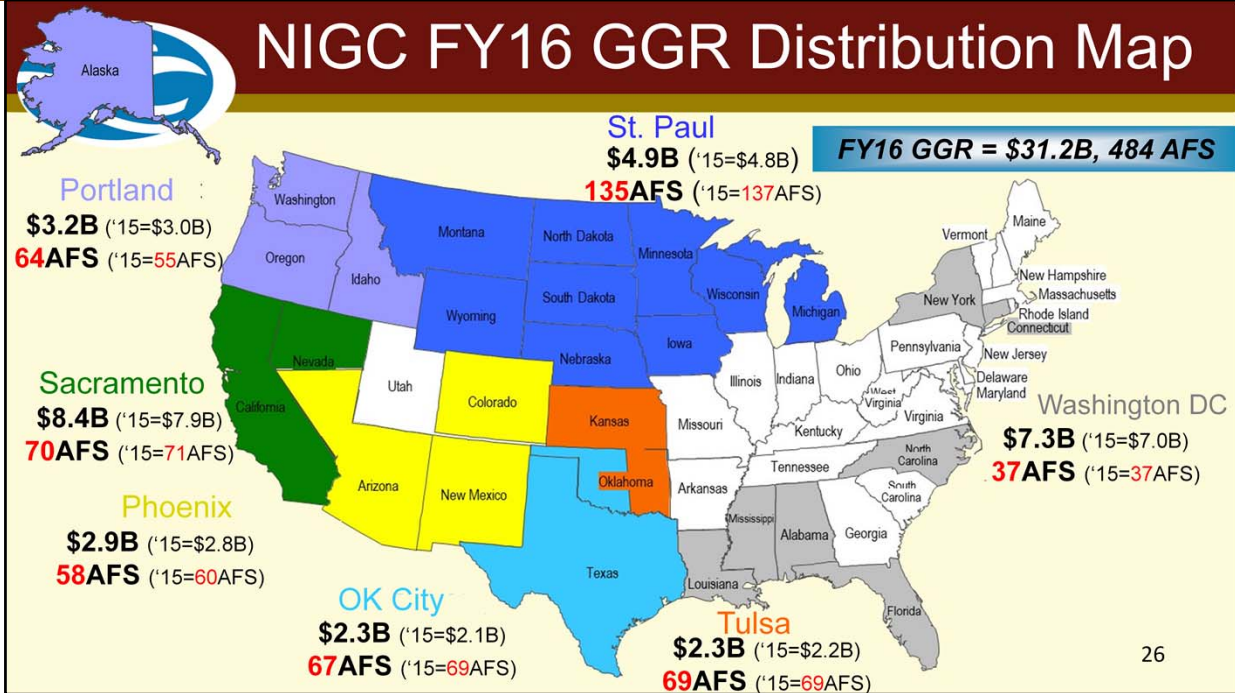 NIGC FY16 GGR Distribution Map
Alaska
St. Paul
$4.9B (‘15=$4.8B)
135AFS (‘15=137AFS)
FY16 GGR = $31.2B, 484 AFS
Portland
$3.2B (‘15=$3.0B)
64AFS (‘15=55AFS)
Washington
Oregon
Idaho
Montana
North Dakota
Minnesota
South Dakota
Wisconsin
Michigan
Wyoming
Nebraska
Iowa
Maine
Vermont
New Hampshire
Massachusetts
New York
Rhode Island
Connecticut
Pennsylvania
New Jersey
Delaware
Maryland
Illinois
Indiana
Ohio
West
Virginia
Virginia
Kentucky
Missouri
Tennessee
North
Carolina
South
Carolina
Arkansas
Mississippi
Alabama
Georgia
Louisiana
Florida
Nevada
Utah
Colorado
Kansas
California
Arizona
New Mexico
Oklahoma
Texas
Sacramento
$8.4B (‘15=$7.9B)
70AFS (‘15=71AFS)
Washington DC
$7.3B (‘15=$7.0B)
37AFS (‘15=37AFS)
Phoenix
$2.9B (‘15=$2.8B)
58AFS (‘15=60AFS)
OK City
$2.3B (‘15=$2.1B)
67AFS (‘15=69AFS)
Tulsa
$2.3B (‘15=$2.2B)
69AFS (‘15=69AFS)
26